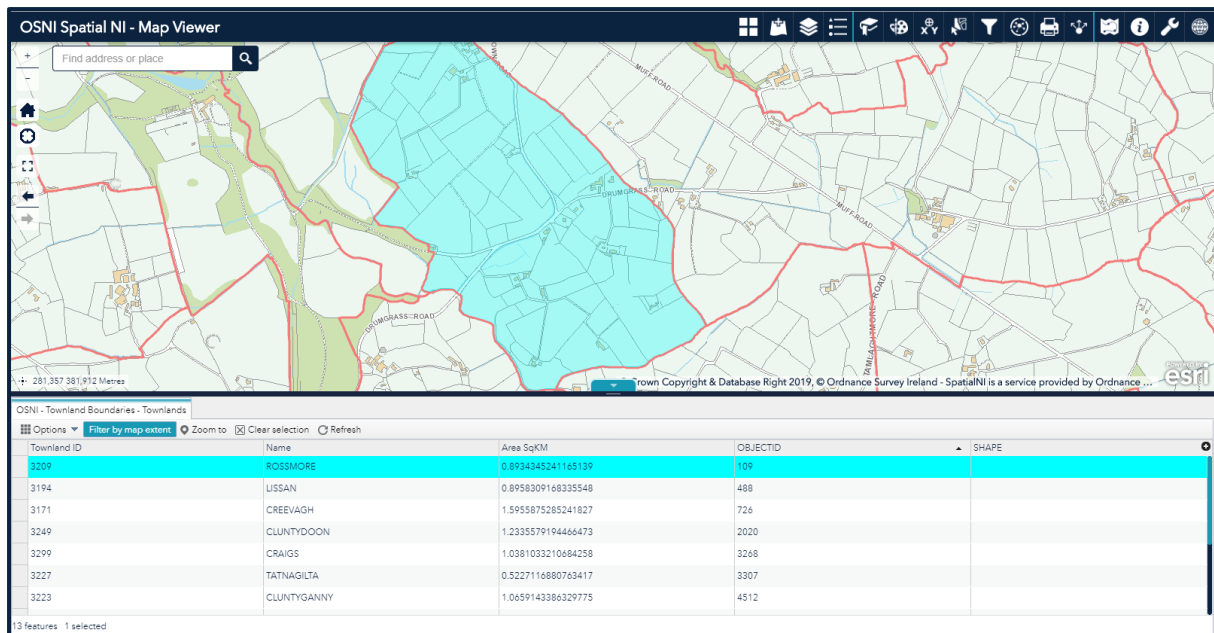 OSNI Spatial NI - Map Viewer
X Y
+
Find address or place
-
MUFF-ROAD
DRUMGRASS-ROAD
MUFF-ROAD
DRUMGRASS-ROAD
TAMLAGHTMORE-ROAD
281,357 381,912 Metres
Crown Copyright & Database Right 2019, © Ordnance Survey Ireland - SpatialNI is a service provided by Ordnance ...
esri
OSNI - Townland Boundaries - Townlands
Options Filter by map extent Zoom to Clear selection Refresh
Townland ID Name Area SqKM OBJECTID SHAPE
3209 ROSSMORE 0.8934345241165139 109
3194 LISSAN 0.8958309168335548 488
3171 CREEVAGH 1.5955875285241827 726
3249 CLUNTYDOON 1.2335579194466473 2020
3299 CRAIGS 1.0381033210684258 3268
3227 TATNAGILTA 0.5227116880763417 3307
3223 CLUNTYGANNY 1.0659143386329775 4512
13 features 1 selected